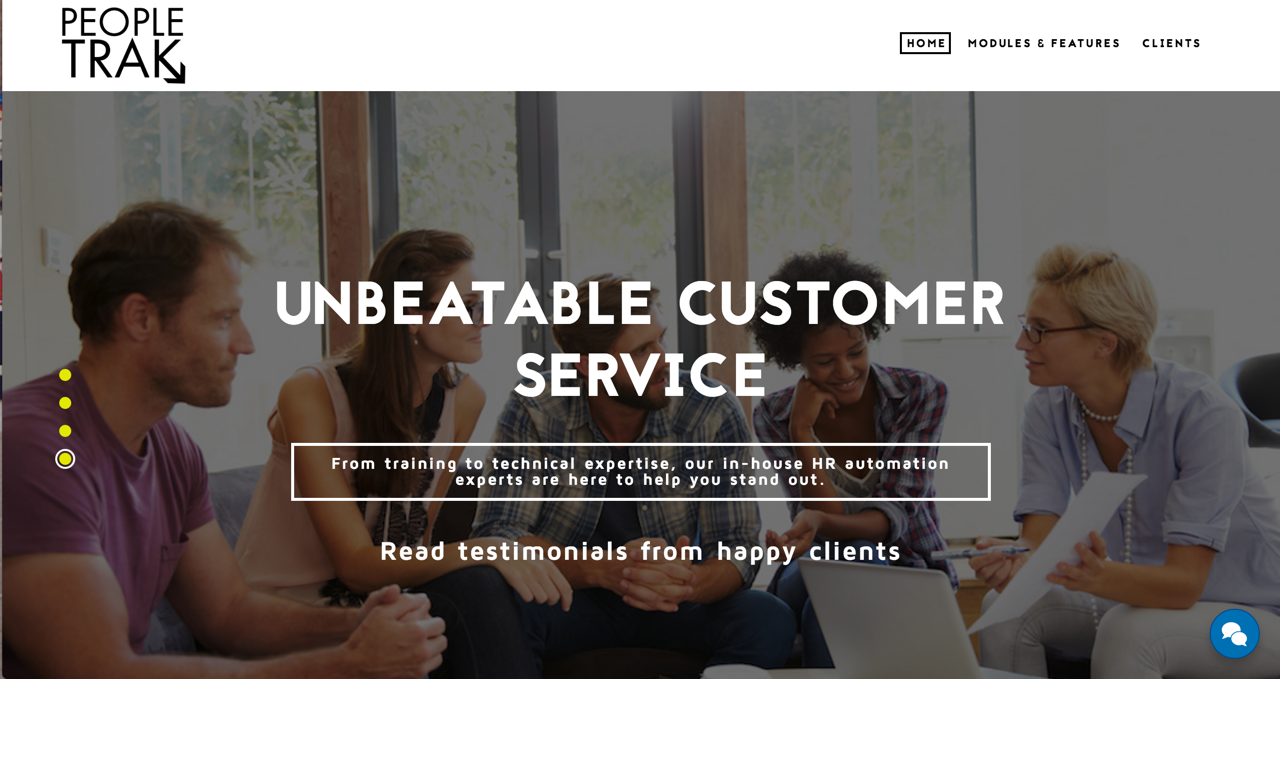 PEOPLE
TRAK
HOME
MODULES & FEATURES
CLIENTS
UNBEATABLE CUSTOMER
SERVICE
From training to technical expertise, our in-house HR automation
experts are here to help you stand out.
Read testimonials from happy clients